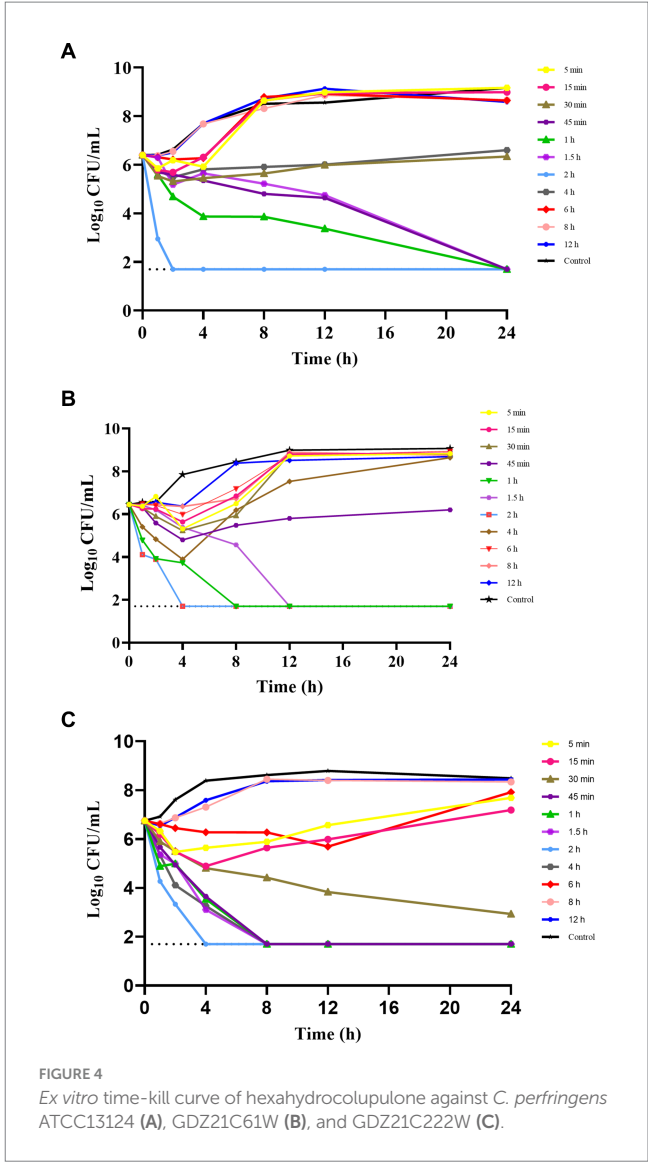 A
10
8
6
4
2
0
Log10 CFU/mL
0 4 8 12 16 20 24
Time (h)
5 min
15 min
30 min
45 min
1 h
1.5 h
2 h
4 h
6 h
8 h
12 h
Control
B
10
8
6
4
2
0
Log10 CFU/mL
0 4 8 12 16 20 24
Time (h)
5 min
15 min
30 min
45 min
1 h
1.5 h
2 h
4 h
6 h
8 h
12 h
Control
C
10
8
6
4
2
0
Log10 CFU/mL
0 4 8 12 16 20 24
Time (h)
5 min
15 min
30 min
45 min
1 h
1.5 h
2 h
4 h
6 h
8 h
12 h
Control
FIGURE 4
Ex vitro time-kill curve of hexahydrocolupulone against C. perfringens
ATCC13124 (A), GDZ21C61W (B), and GDZ21C222W (C).